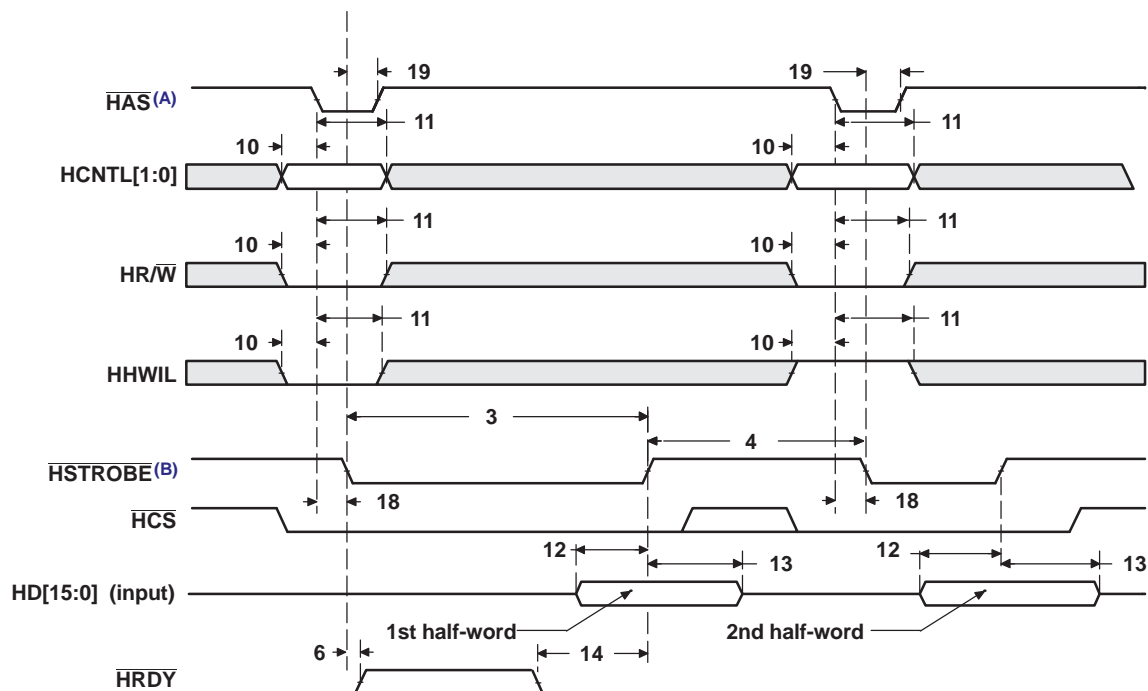 19 19
HAS(A)
11 11
10 10
HCNTL[1:0]
11 11
10 10
HR/W
11 11
10 10
HHWIL
3
4
HSTROBE(B)
18 18
HCS
12 12
13 13
HD[15:0] (input)
1st half-word 2nd half-word
6 14
HRDY